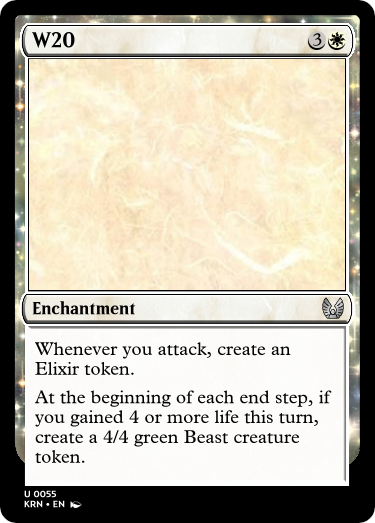 W20
3
Enchantment
Whenever you attack, create an
Elixir token.
At the beginning of each end step, if
you gained 4 or more life this turn,
create a 4/4 green Beast creature
token.
U 0055
KRN • EN